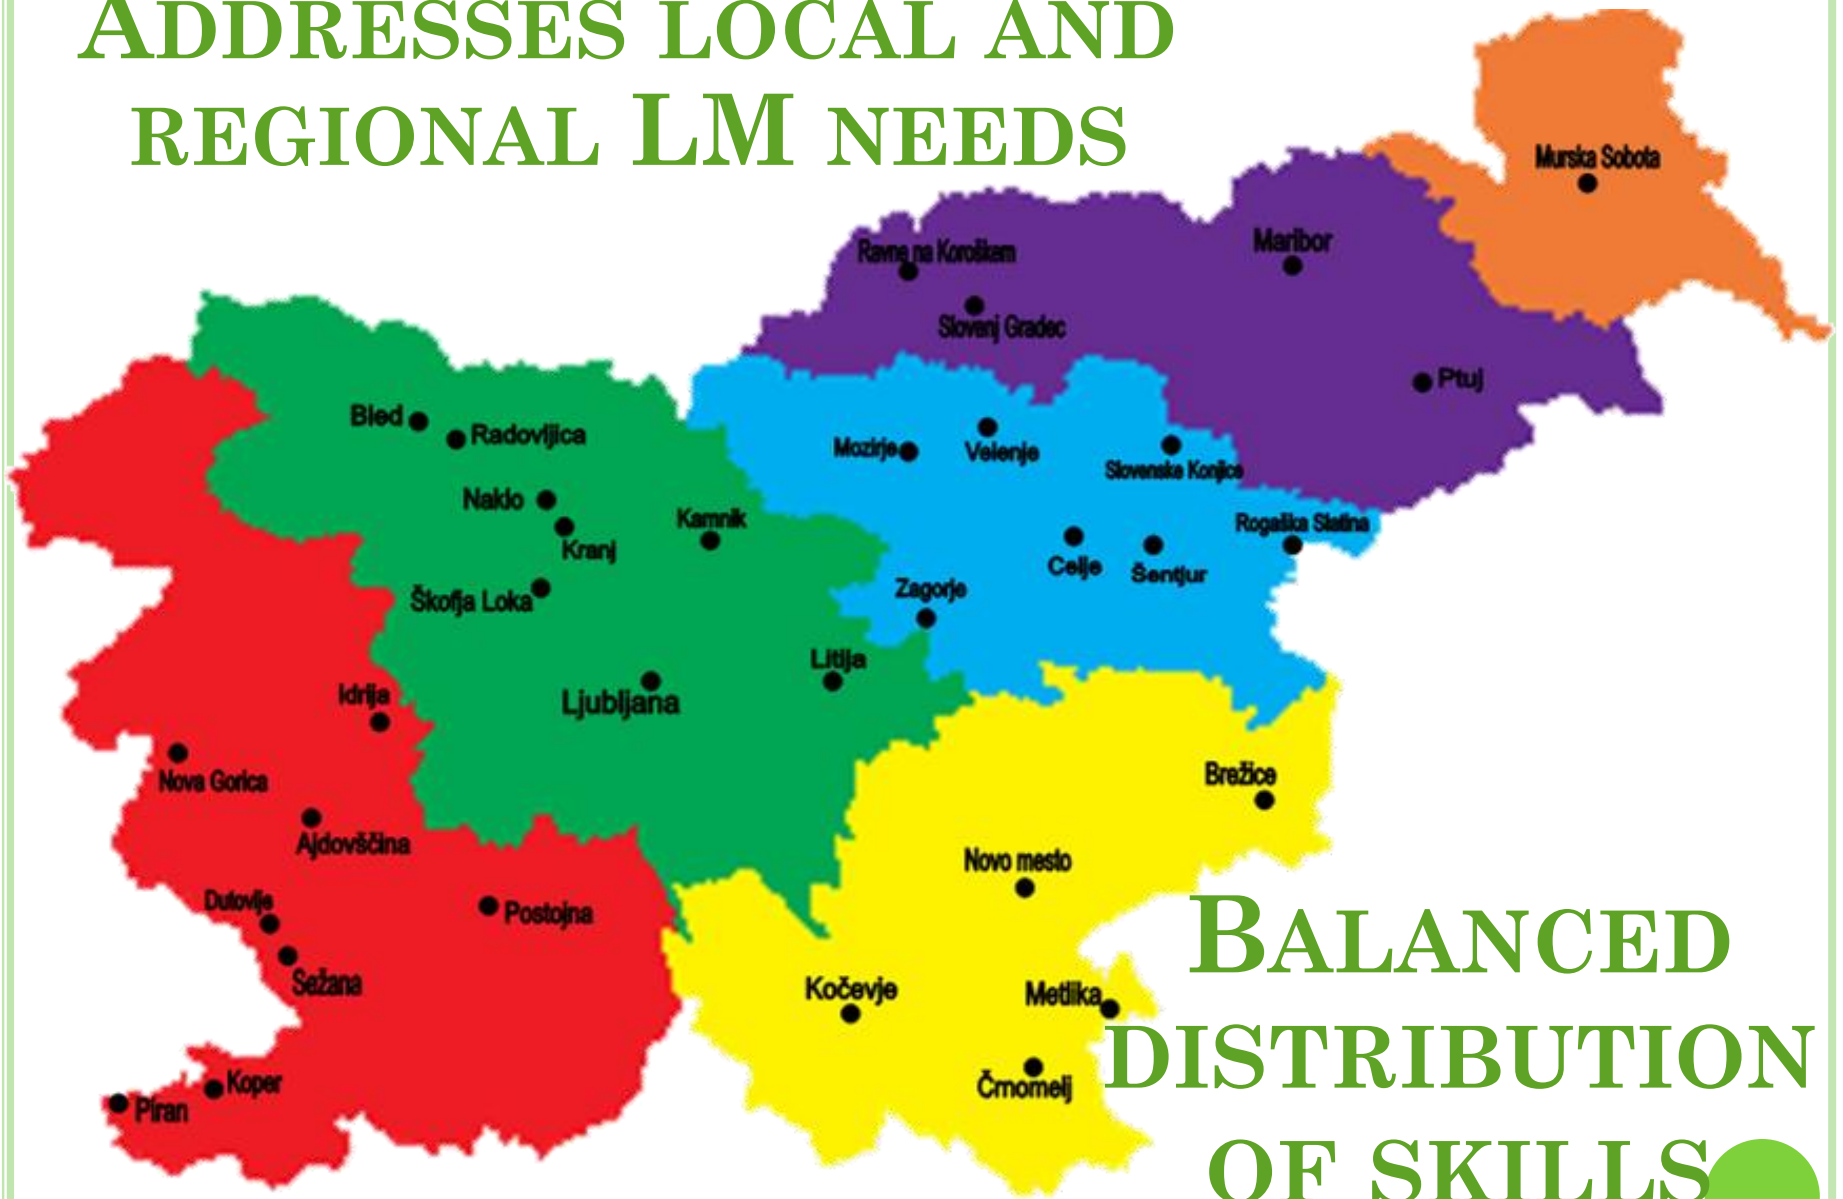 ADDRESSES LOCAL AND
REGIONAL LM NEEDS
Murska Sobota
Maribor
Ravne na Koroškem
Slovenj Gradec
Ptuj
Bled
Radovljica
Mozirje
Velenje
Slovenske Konjice
Naklo
Kranj
Kamnik
Rogaška Slatina
Celje
Šentjur
Škofja Loka
Zagorje
Litija
Ljubljana
Idrija
Nova Gorica
Brežice
Ajdovščina
Novo mesto
Dutovlje
Postojna
Sežana
Kočevje
Metlika
Koper
Piran
Črnomelj
BALANCED
DISTRIBUTION
OF SKILLS